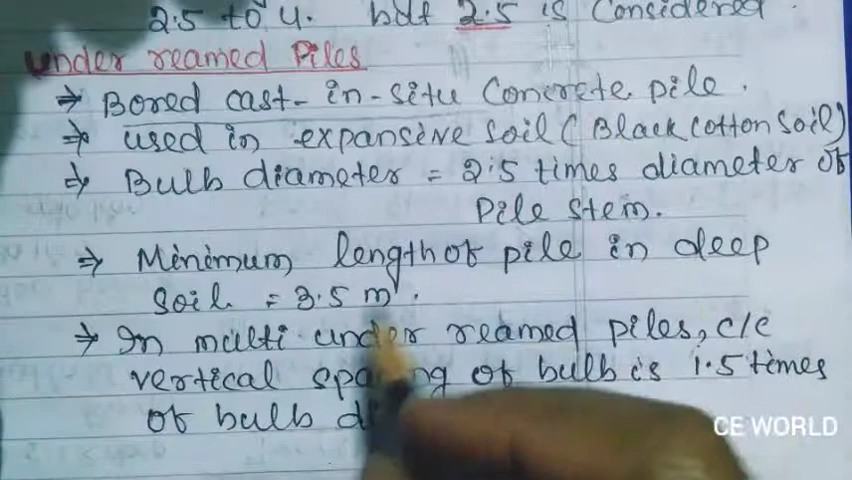 2.5 to 4. but 2.5 is Considered.
under reamed Piles
⇒ Bored cast-in-situ Concrete pile.
⇒ used in expansive soil (Black Cotton Soil)
⇒ Bulb diameter = 2.5 times diameter of
Pile stem.
⇒ Minimum length of pile in deep
Soil = 3.5 m.
⇒ In multi under reamed piles, c/c
vertical spacing of bulb is 1.5 times
of bulb
CE WORLD